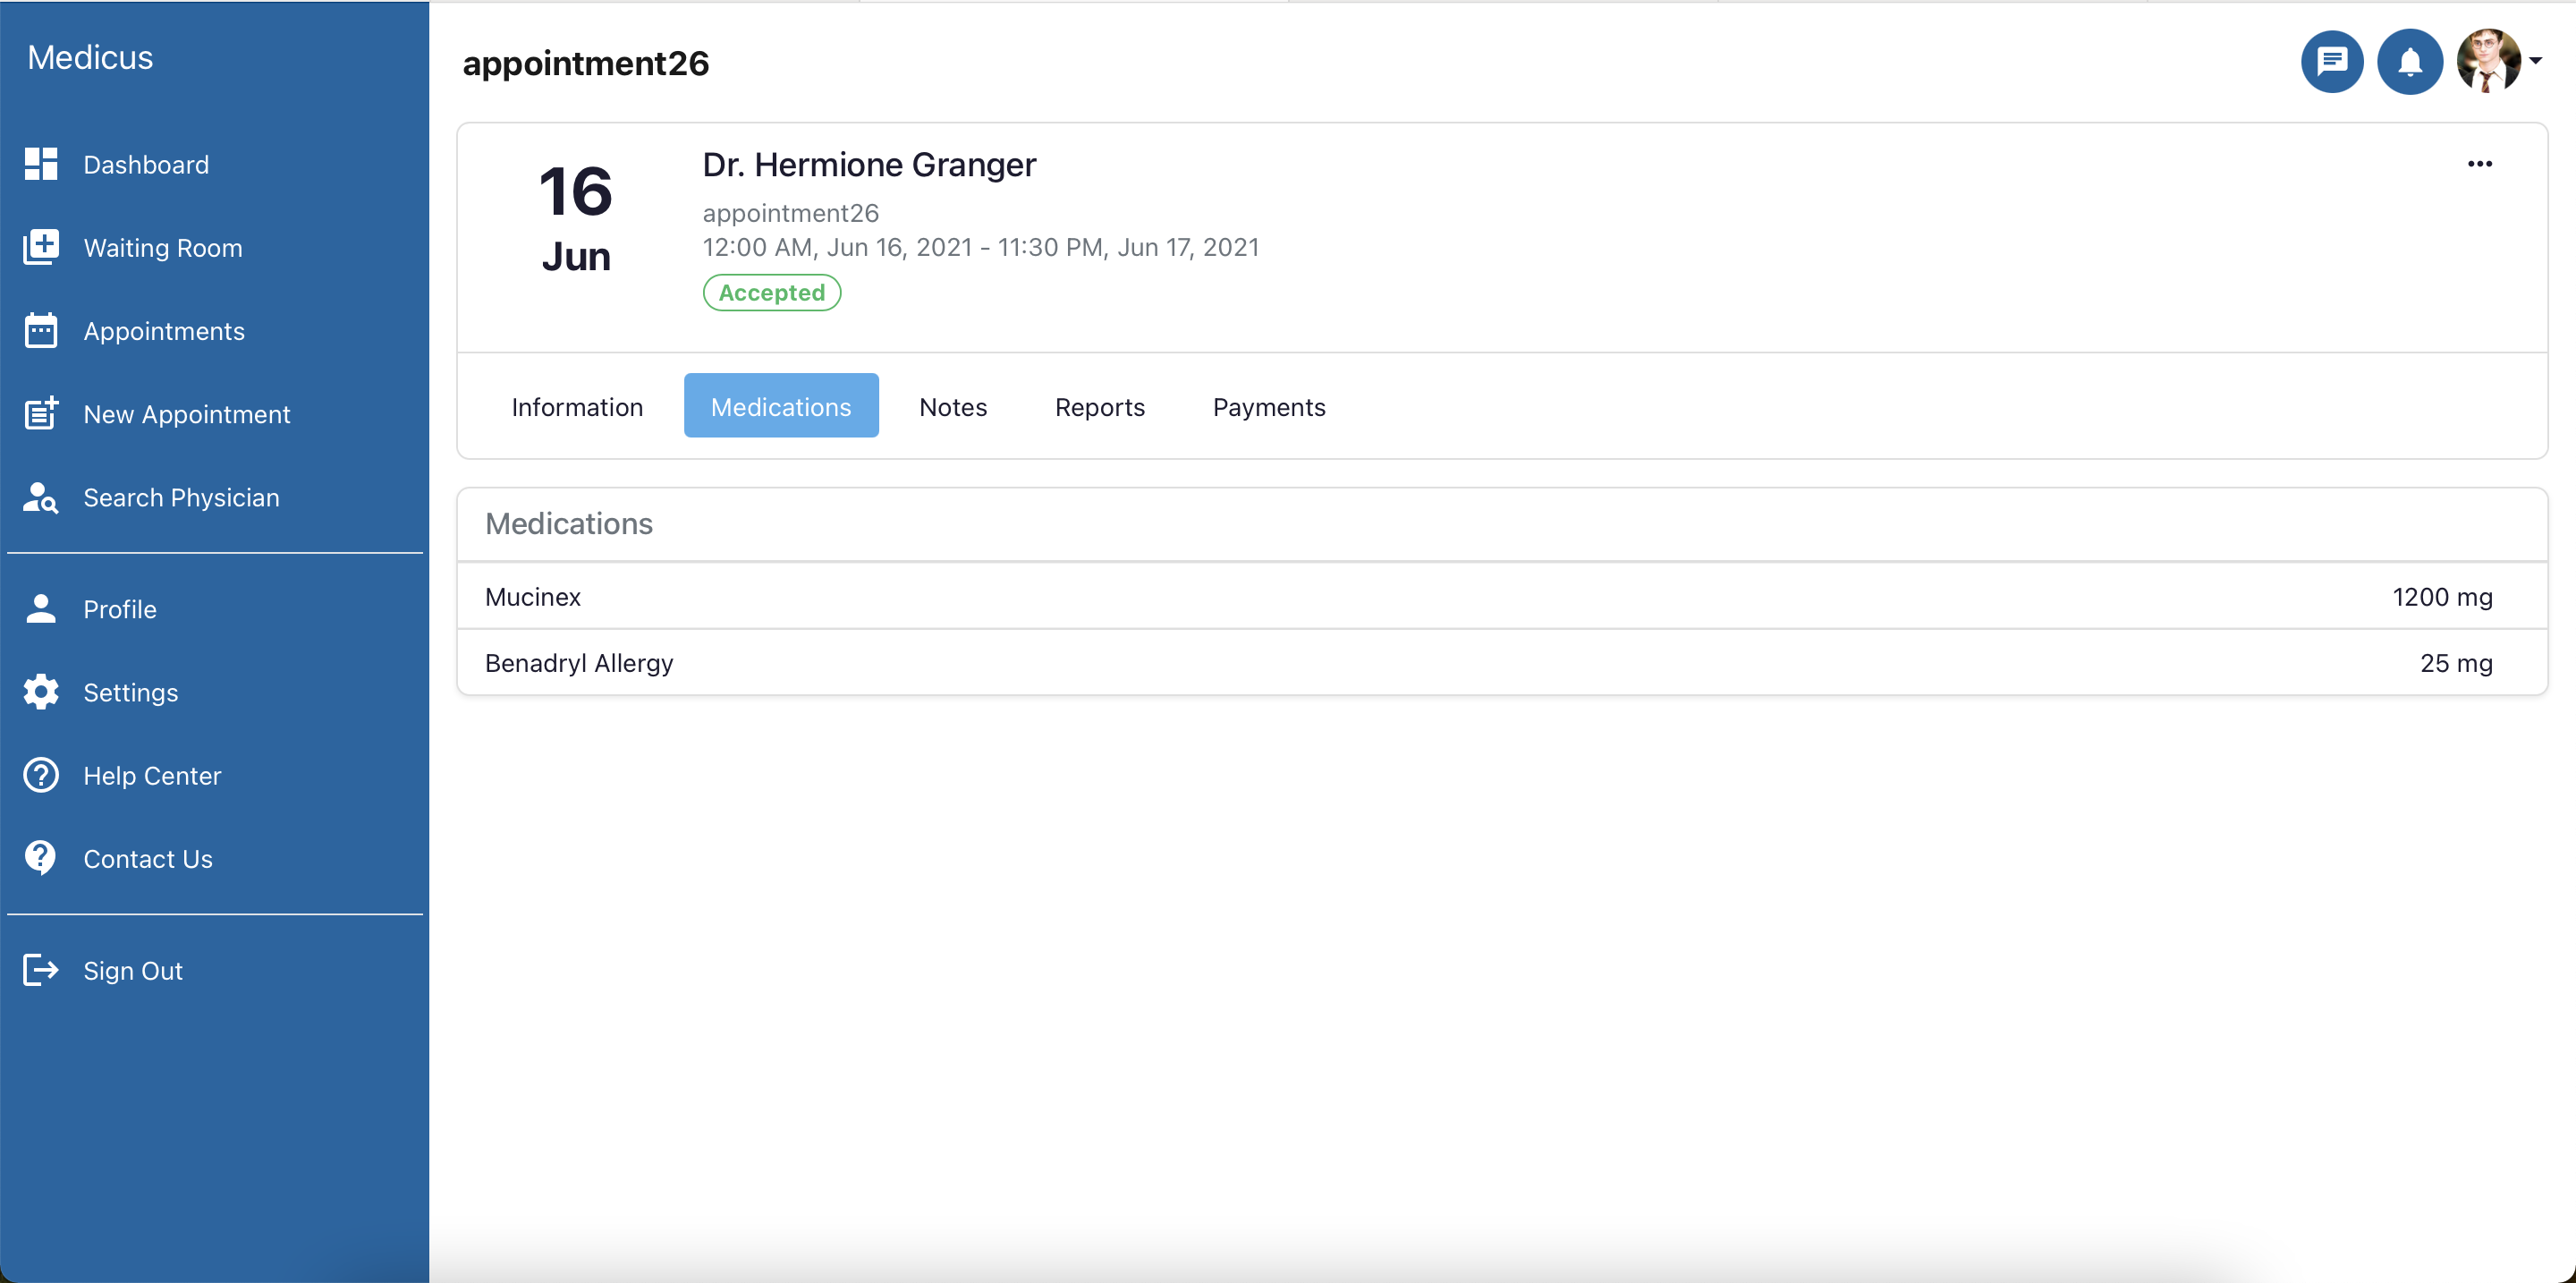 Medicus
Dashboard
Waiting Room
Appointments
New Appointment
Search Physician
Profile
Settings
Help Center
Contact Us
Sign Out
appointment26
16
Jun
Dr. Hermione Granger
appointment26
12:00 AM, Jun 16, 2021 - 11:30 PM, Jun 17, 2021
Accepted
Information Medications Notes Reports Payments
Medications
Mucinex 1200 mg
Benadryl Allergy 25 mg